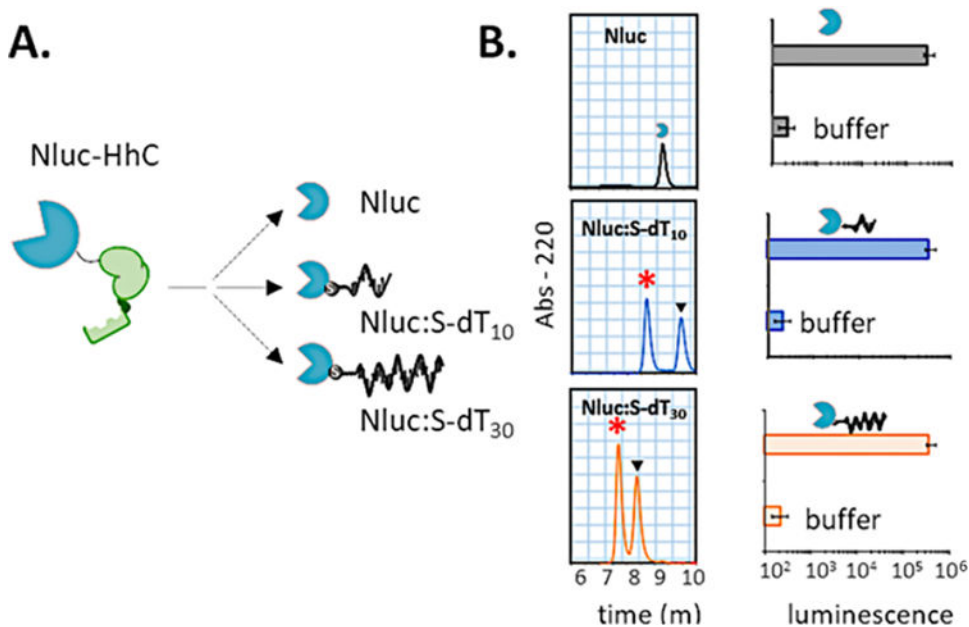 A.
Nluc-HhC
Nluc
S
Nluc:S-dT10
S
Nluc:S-dT30
B.
Abs - 220
Nluc
Nluc:S-dT10
*
Nluc:S-dT30
*
6 7 8 9 10
time (m)
buffer
buffer
buffer
10² 10³ 10⁴ 10⁵ 10⁶
luminescence